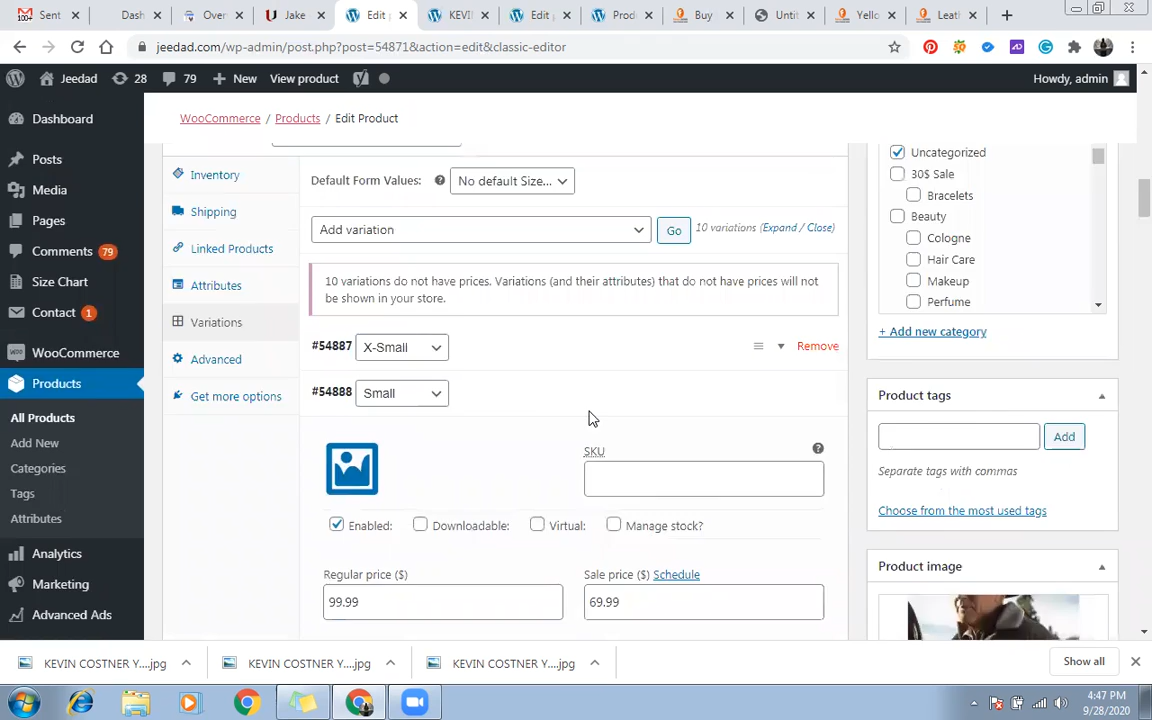 100+ Sent
Dash
Over
Jake
Edit p
KEVI
Edit
Prod
Buy
Unti
Yello
Leath
jeedad.com/wp-admin/post.php?post=54871&action=edit&classic-editor
Jeedad 28 79 New View product Howdy, admin
WooCommerce / Products / Edit Product
Dashboard
Posts
Media
Pages
Comments 79
Size Chart
Contact 1
WooCommerce
Products
All Products
Add New
Categories
Tags
Attributes
Analytics
Marketing
Advanced Ads
Inventory
Shipping
Linked Products
Attributes
Variations
Advanced
Get more options
Default Form Values: ? No default Size...
Add variation Go 10 variations (Expand / Close)
10 variations do not have prices. Variations (and their attributes) that do not have prices will not
be shown in your store.
#54887 X-Small Remove
#54888 Small
SKU ?
Enabled: Downloadable: Virtual: Manage stock?
Regular price ($) Sale price ($) Schedule
99.99 69.99
Uncategorized
30$ Sale
Bracelets
Beauty
Cologne
Hair Care
Makeup
Perfume
+ Add new category
Product tags
Add
Separate tags with commas
Choose from the most used tags
Product image
KEVIN COSTNER Y....jpg KEVIN COSTNER Y....jpg KEVIN COSTNER Y....jpg Show all
4:47 PM
9/28/2020